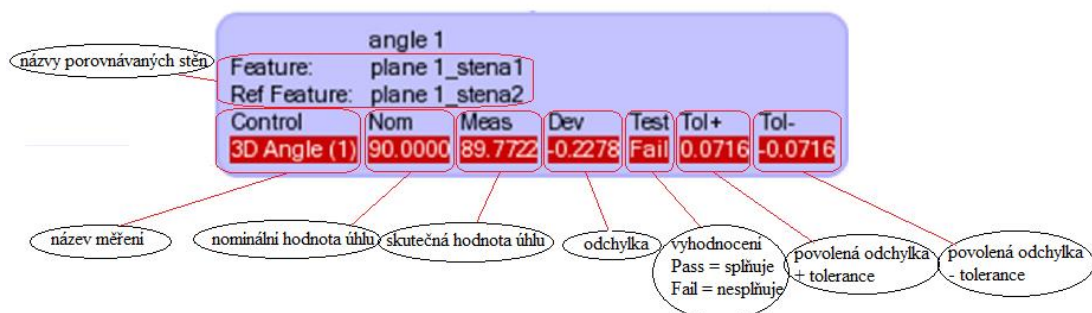 angle 1
názvy porovnávaných stěn
Feature: plane 1_stena1
Ref Feature: plane 1_stena2
Control Nom Meas Dev Test Tol+ Tol-
3D Angle (1) 90.0000 89.7722 -0.2278 Fail 0.0716 -0.0716
název měření
nominální hodnota úhlu
skutečná hodnota úhlu
odchylka
vyhodnocení
Pass = splňuje
Fail = nesplňuje
povolená odchylka
+ tolerance
povolená odchylka
- tolerance